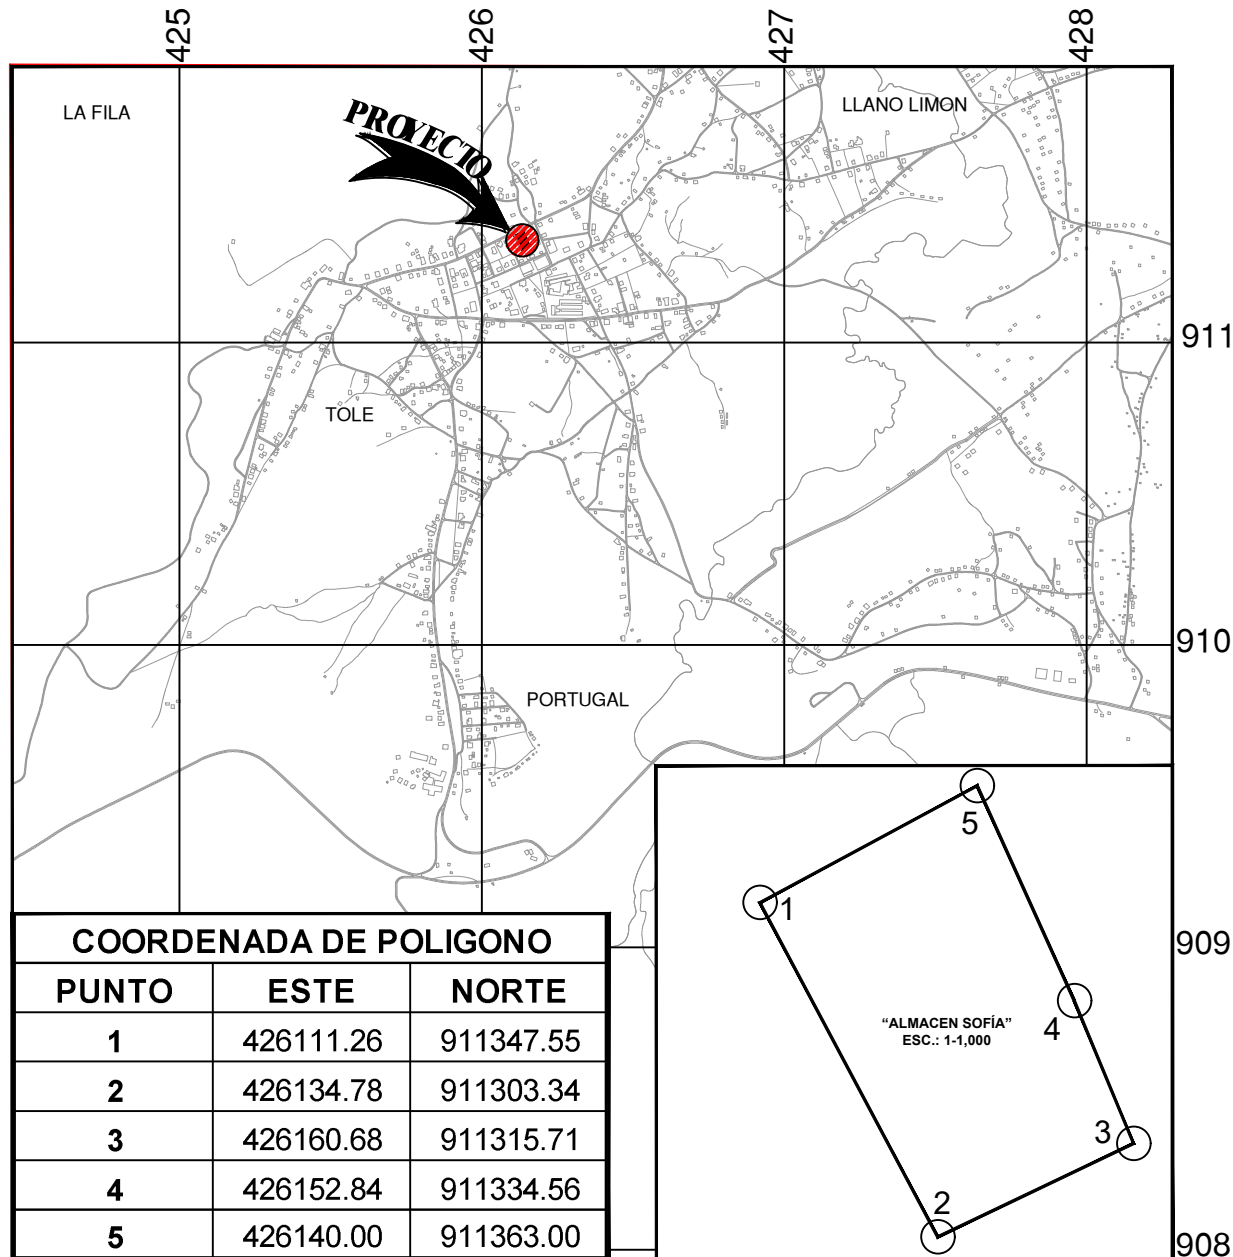 425 426 427 428
LA FILA
LLANO LIMON
PROYECTO
911
TOLE
910
PORTUGAL
909
908
COORDENADA DE POLIGONO
PUNTO ESTE NORTE
1 426111.26 911347.55
2 426134.78 911303.34
3 426160.68 911315.71
4 426152.84 911334.56
5 426140.00 911363.00
5
1
“ALMACEN SOFÍA”
ESC.: 1-1,000
4
3
2